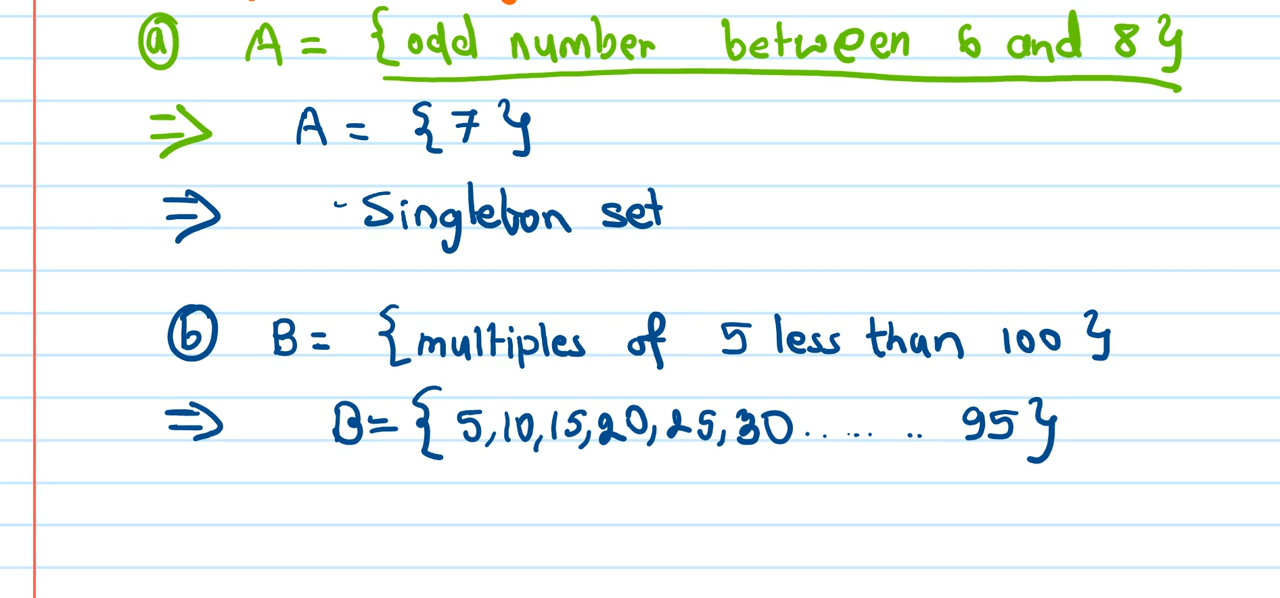 ⓐ A = {odd number between 6 and 8}
⇒ A = {7}
⇒ Singleton set
ⓑ B = {multiples of 5 less than 100}
⇒ B = {5,10,15,20,25,30........ 95}